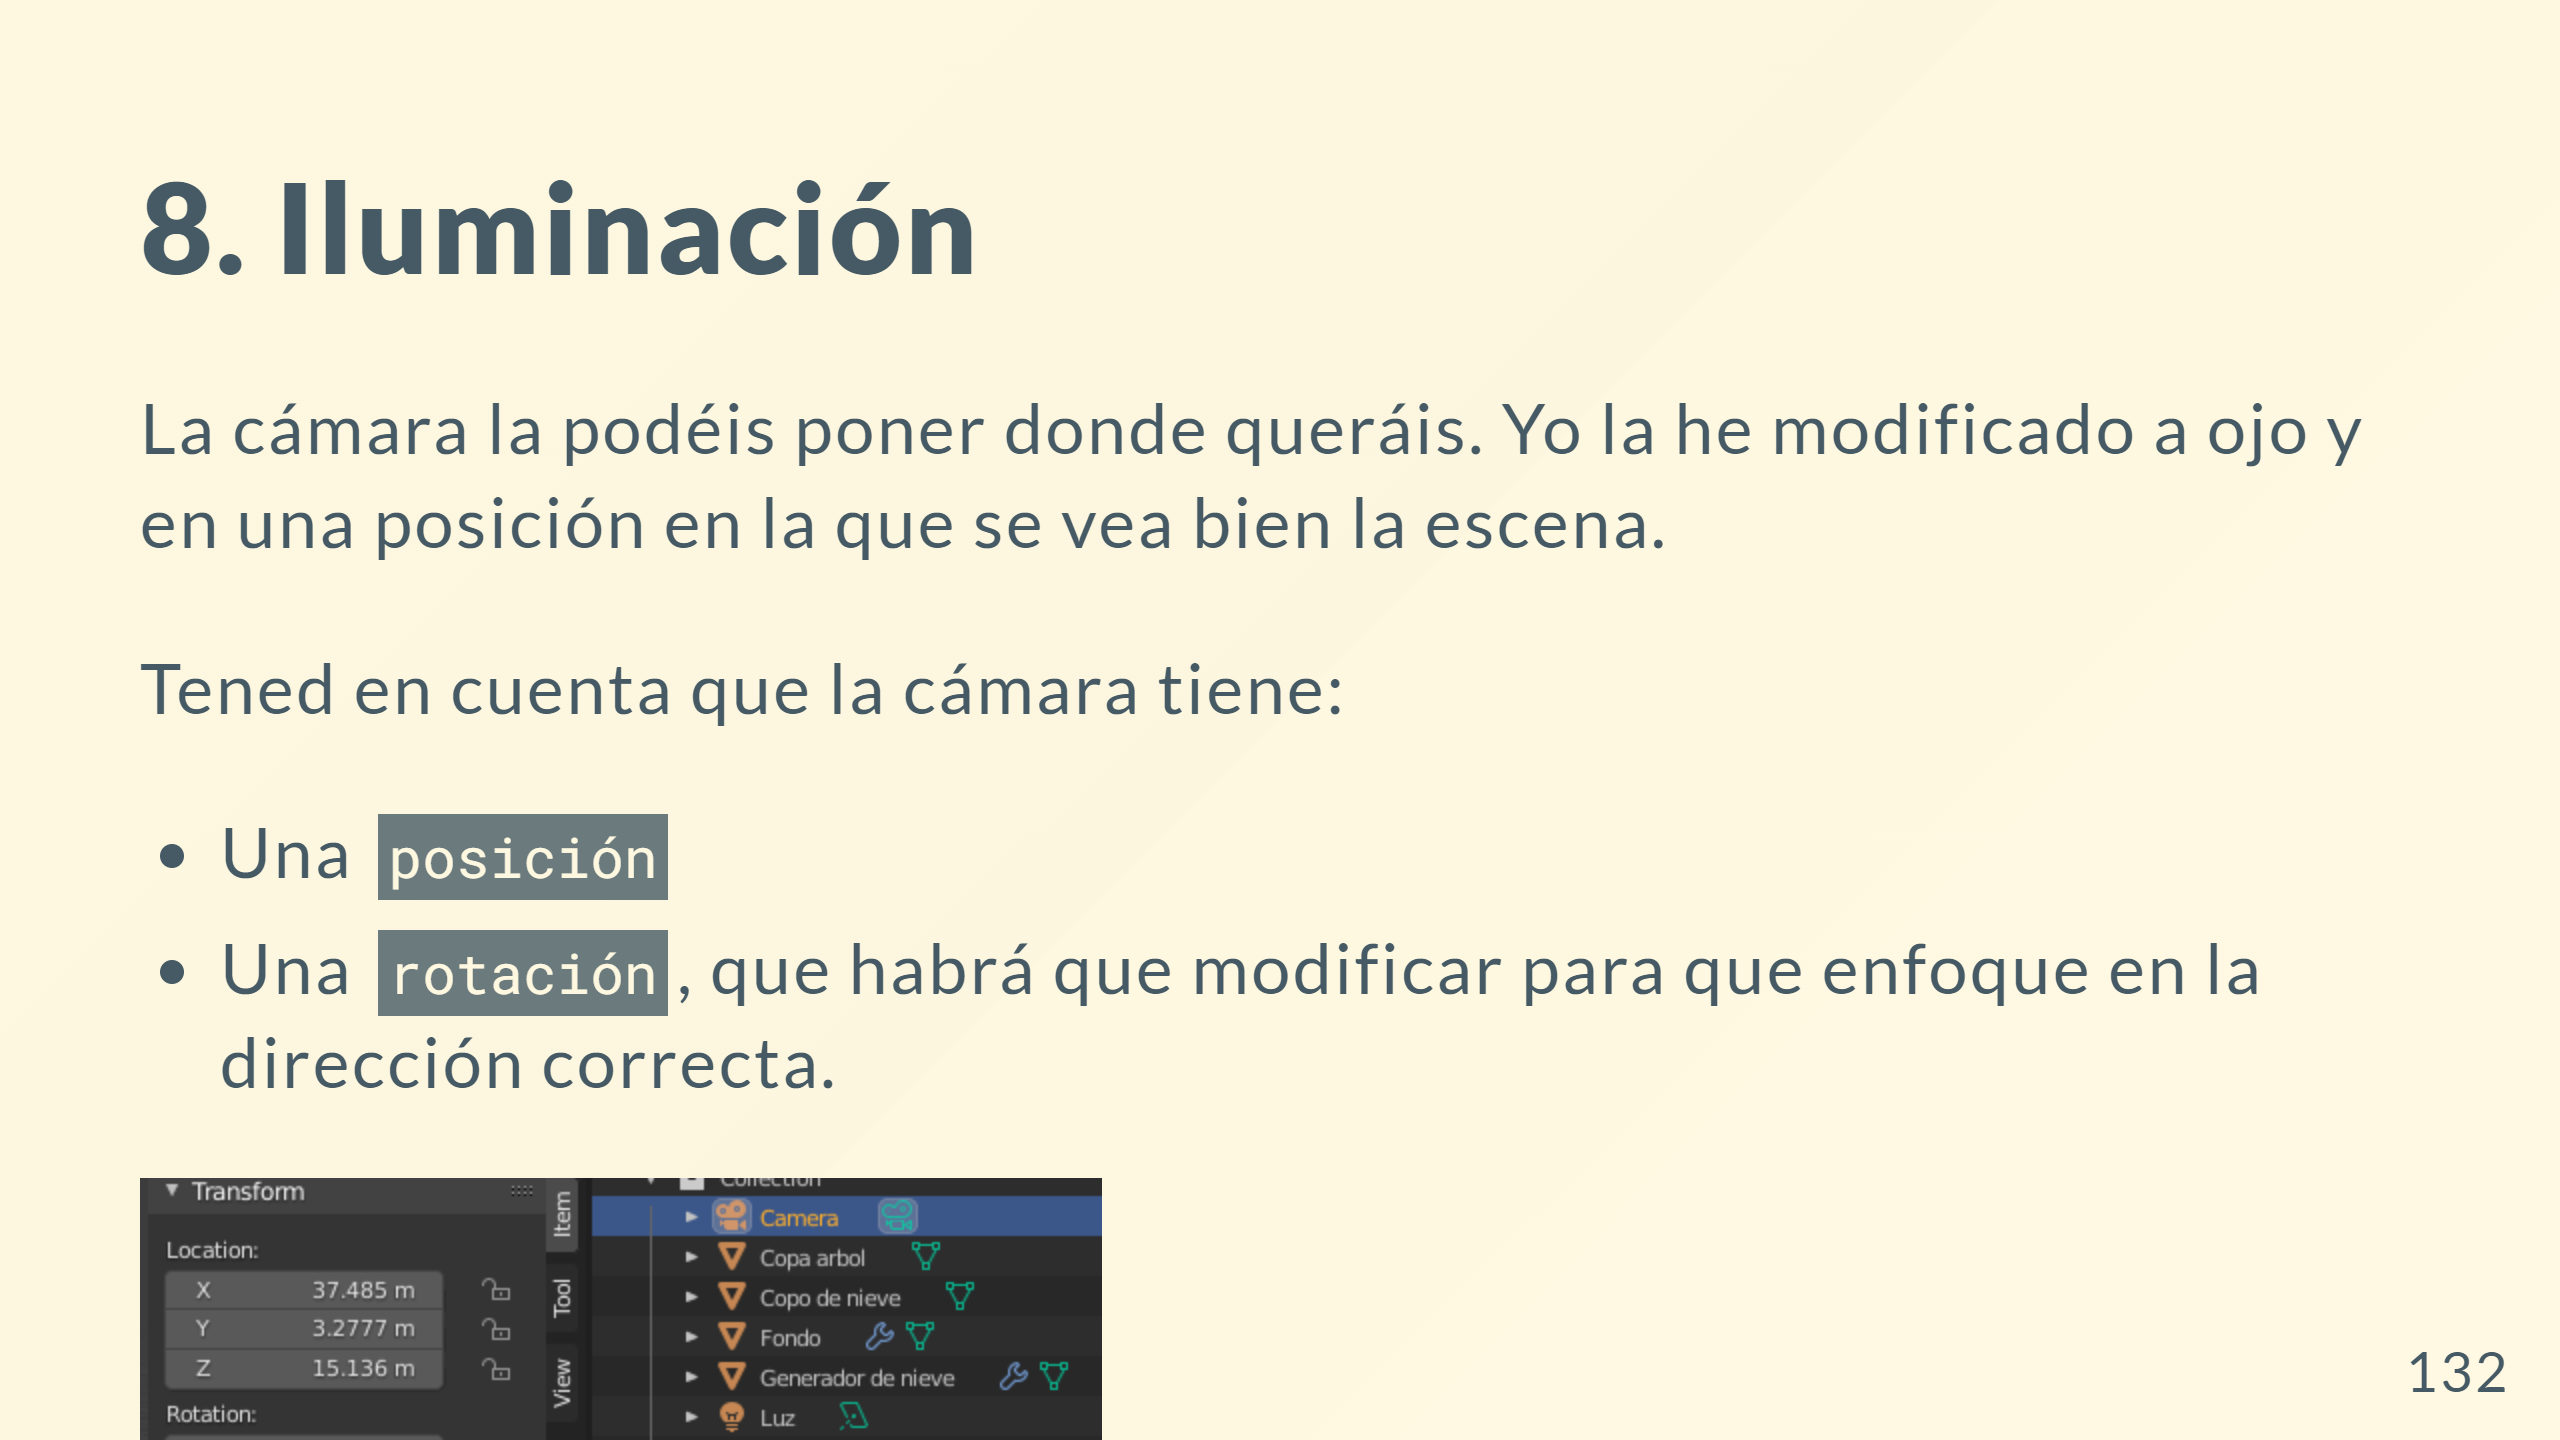 8. Iluminación
La cámara la podéis poner donde queráis. Yo la he modificado a ojo y
en una posición en la que se vea bien la escena.
Tened en cuenta que la cámara tiene:
• Una posición
• Una rotación, que habrá que modificar para que enfoque en la
dirección correcta.
Transform
Location:
X 37.485 m
Y 3.2777 m
Z 15.136 m
Rotation:
Item
Tool
View
Collection
Camera
Copa arbol
Copo de nieve
Fondo
Generador de nieve
Luz
132